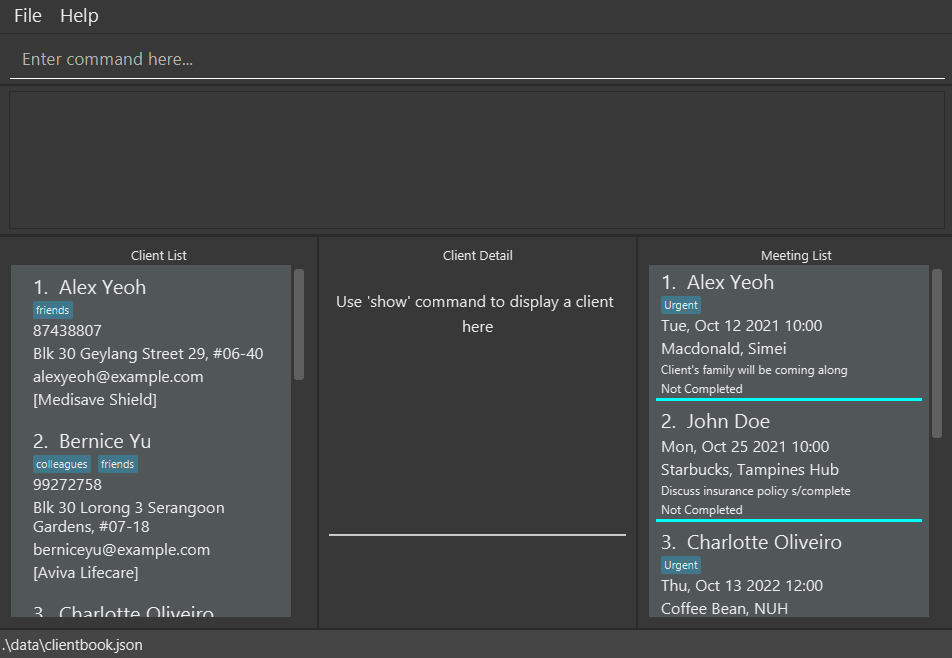 File Help
Enter command here...
Client List
1. Alex Yeoh
friends
87438807
Blk 30 Geylang Street 29, #06-40
alexyeoh@example.com
[Medisave Shield]
2. Bernice Yu
colleagues friends
99272758
Blk 30 Lorong 3 Serangoon
Gardens, #07-18
berniceyu@example.com
[Aviva Lifecare]
3. Charlotte Oliveiro
Client Detail
Use 'show' command to display a client
here
Meeting List
1. Alex Yeoh
Urgent
Tue, Oct 12 2021 10:00
Macdonald, Simei
Client's family will be coming along
Not Completed
2. John Doe
Mon, Oct 25 2021 10:00
Starbucks, Tampines Hub
Discuss insurance policy s/complete
Not Completed
3. Charlotte Oliveiro
Urgent
Thu, Oct 13 2022 12:00
Coffee Bean, NUH
.\data\clientbook.json